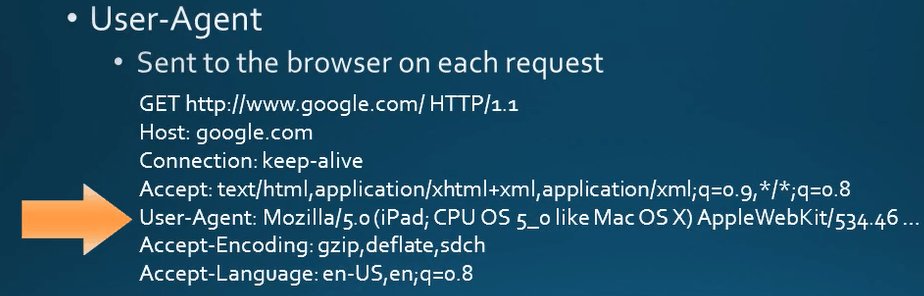 • User-Agent
• Sent to the browser on each request
GET http://www.google.com/ HTTP/1.1
Host: google.com
Connection: keep-alive
Accept: text/html,application/xhtml+xml,application/xml;q=0.9,*/*;q=0.8
User-Agent: Mozilla/5.0 (iPad; CPU OS 5_0 like Mac OS X) AppleWebKit/534.46 ...
Accept-Encoding: gzip,deflate,sdch
Accept-Language: en-US,en;q=0.8